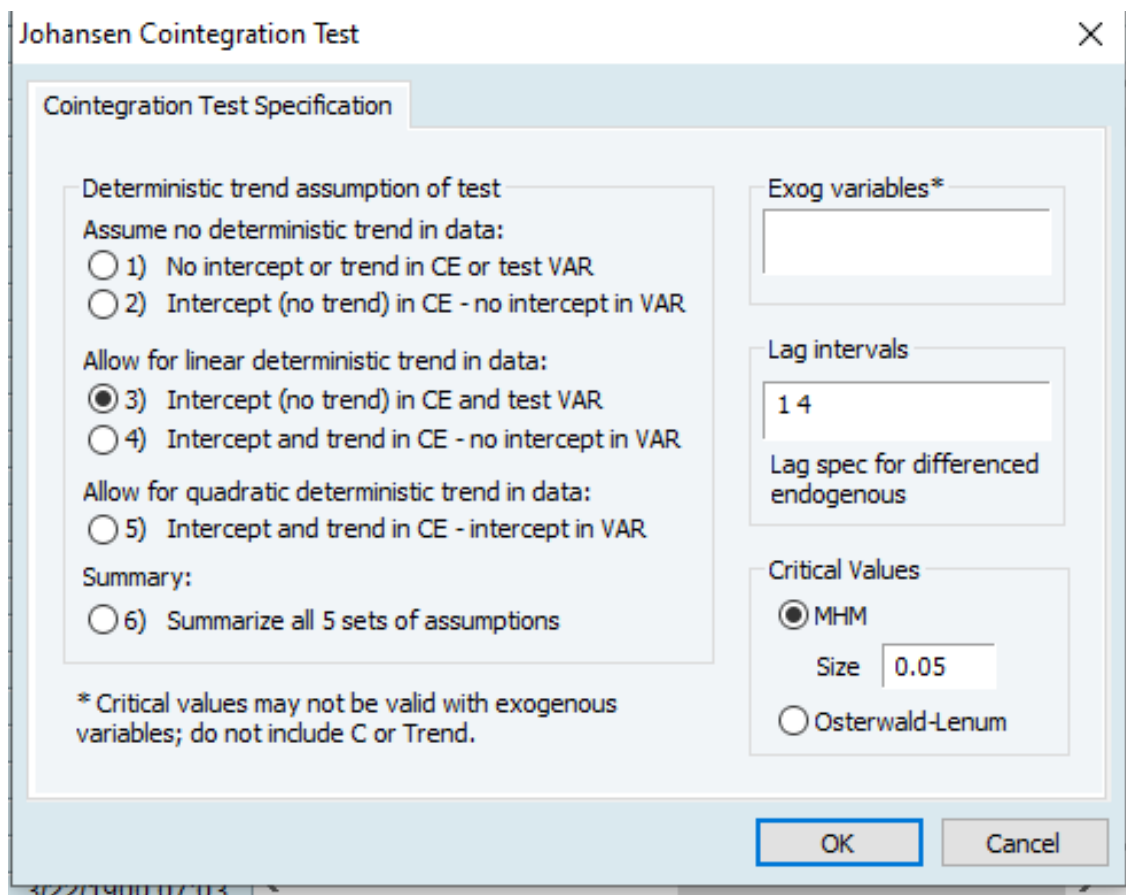 Johansen Cointegration Test
Cointegration Test Specification
Deterministic trend assumption of test
Assume no deterministic trend in data:
1) No intercept or trend in CE or test VAR
2) Intercept (no trend) in CE - no intercept in VAR
Allow for linear deterministic trend in data:
3) Intercept (no trend) in CE and test VAR
4) Intercept and trend in CE - no intercept in VAR
Allow for quadratic deterministic trend in data:
5) Intercept and trend in CE - intercept in VAR
Summary:
6) Summarize all 5 sets of assumptions
* Critical values may not be valid with exogenous
variables; do not include C or Trend.
Exog variables*
Lag intervals
1 4
Lag spec for differenced
endogenous
Critical Values
MHM
Size 0.05
Osterwald-Lenum
OK
Cancel